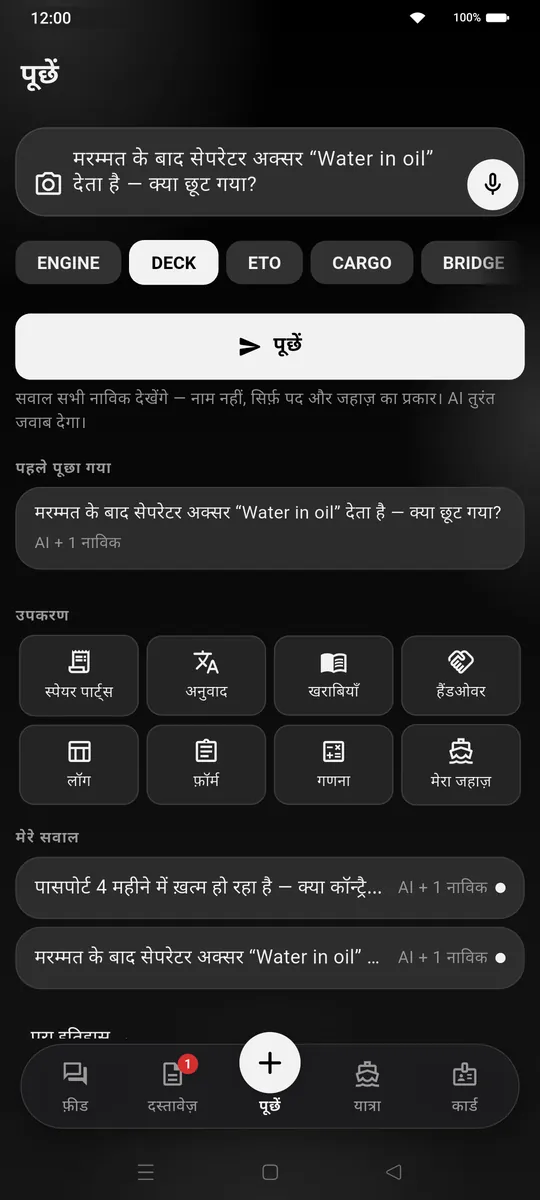 12:00
100%
पूछें
मरम्मत के बाद सेपरेटर अक्सर “Water in oil”
देता है — क्या छूट गया?
ENGINE DECK ETO CARGO BRIDGE
पूछें
सवाल सभी नाविक देखेंगे — नाम नहीं, सिर्फ़ पद और जहाज़ का प्रकार। AI तुरंत
जवाब देगा।
पहले पूछा गया
मरम्मत के बाद सेपरेटर अक्सर “Water in oil” देता है — क्या छूट गया?
AI + 1 नाविक
उपकरण
स्पेयर पार्ट्स अनुवाद खराबियाँ हैंडओवर
लॉग फ़ॉर्म गणना मेरा जहाज़
मेरे सवाल
पासपोर्ट 4 महीने में ख़त्म हो रहा है — क्या कॉन्ट्रै... AI + 1 नाविक
मरम्मत के बाद सेपरेटर अक्सर “Water in oil” ... AI + 1 नाविक
पूरा इतिहास
1
फ़ीड दस्तावेज़ पूछें यात्रा कार्ड